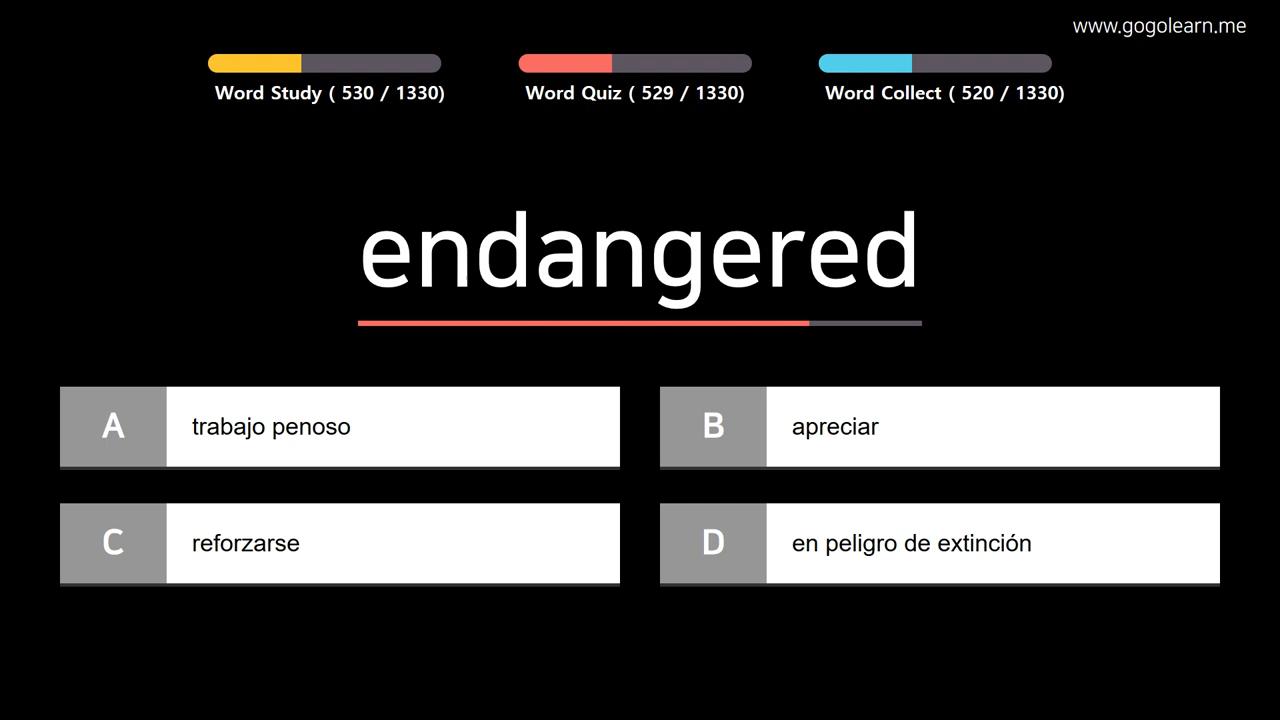 www.gogolearn.me
Word Study ( 530 / 1330)
Word Quiz ( 529 / 1330)
Word Collect ( 520 / 1330)
endangered
A
trabajo penoso
B
apreciar
C
reforzarse
D
en peligro de extinción